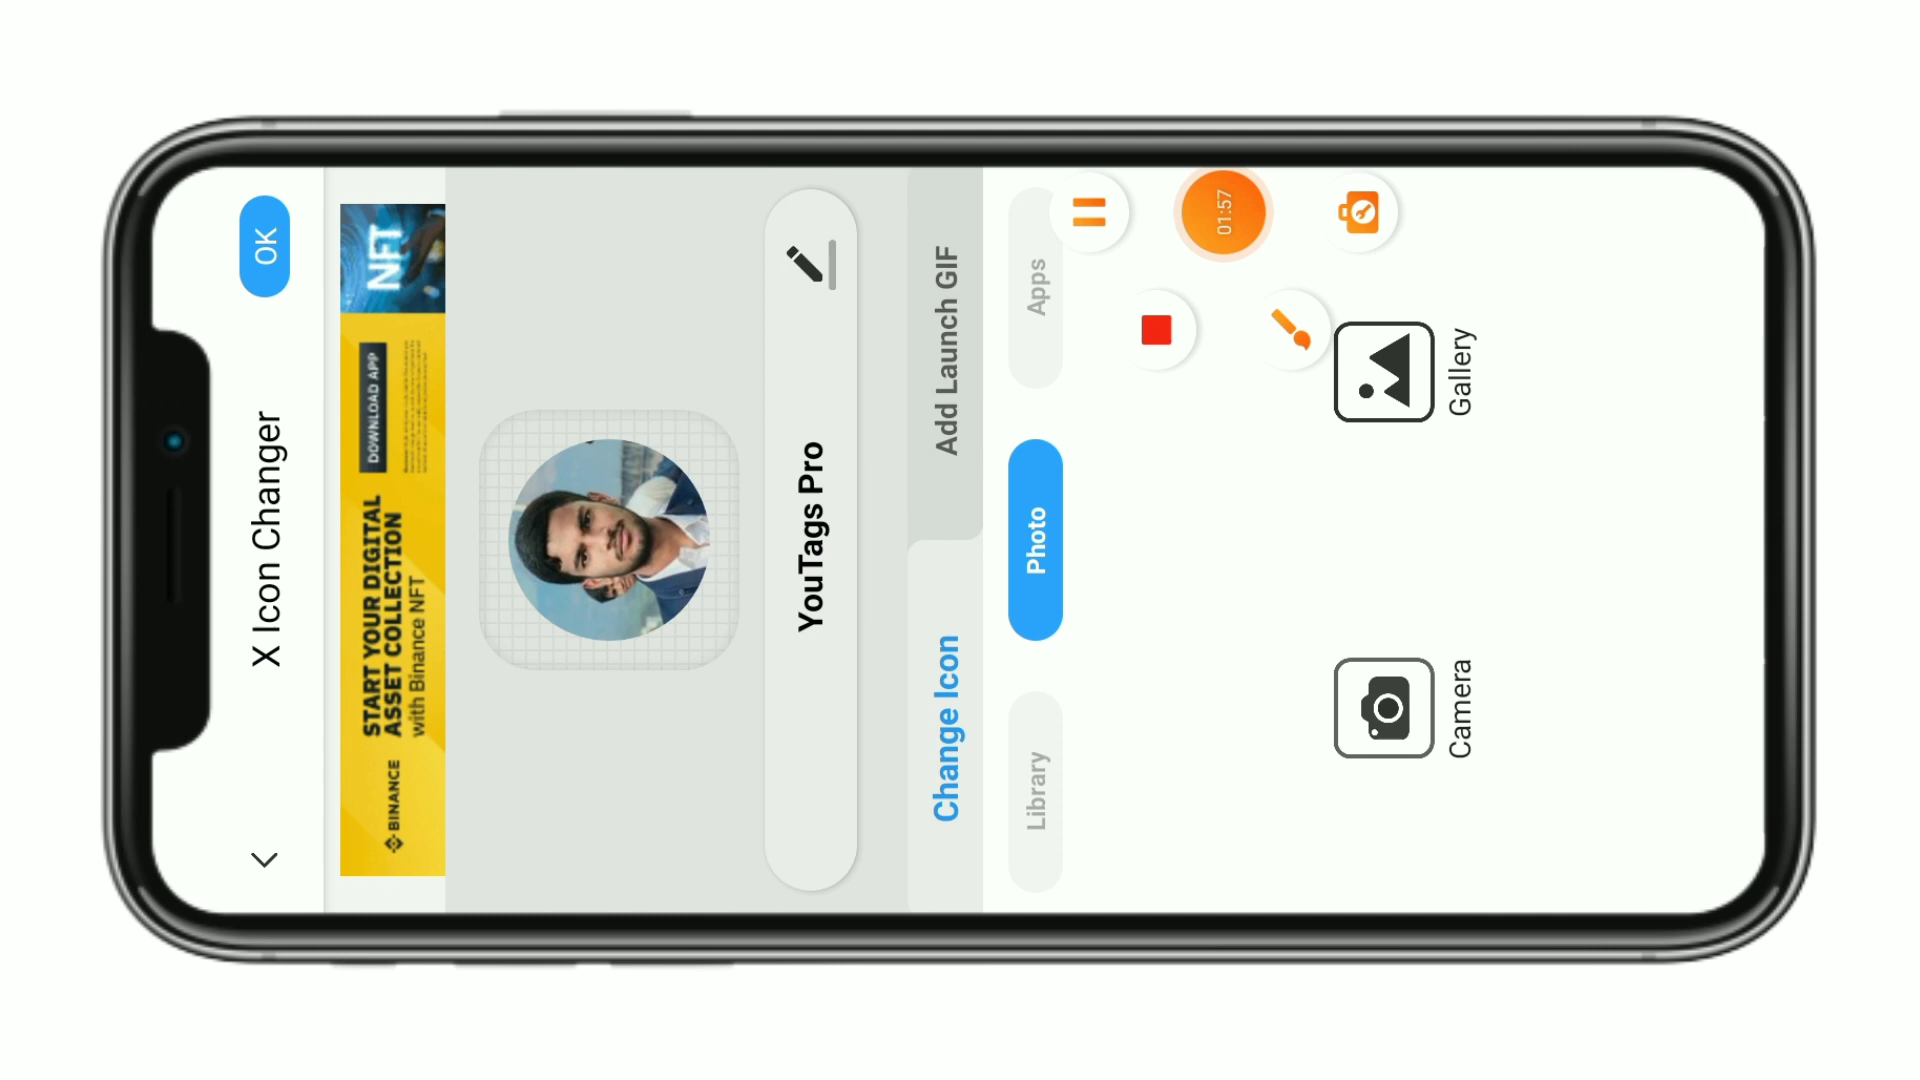 X Icon Changer
OK
BINANCE
START YOUR DIGITAL
ASSET COLLECTION
with Binance NFT
DOWNLOAD APP
NFT
YouTags Pro
Change Icon
Add Launch GIF
Library
Photo
Apps
01:57
Camera
Gallery